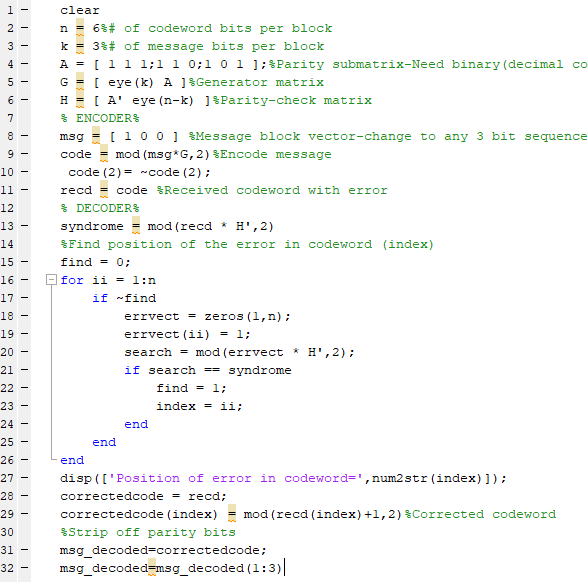 1 - clear
2 - n = 6%# of codeword bits per block
3 - k = 3%# of message bits per block
4 - A = [ 1 1 1;1 1 0;1 0 1 ];%Parity submatrix-Need binary(decimal co
5 - G = [ eye(k) A ]%Generator matrix
6 - H = [ A' eye(n-k) ]%Parity-check matrix
7 % ENCODER%
8 - msg = [ 1 0 0 ] %Message block vector-change to any 3 bit sequence
9 - code = mod(msg*G,2)%Encode message
10 - code(2)= ~code(2);
11 - recd = code %Received codeword with error
12 % DECODER%
13 - syndrome = mod(recd * H',2)
14 %Find position of the error in codeword (index)
15 - find = 0;
16 - for ii = 1:n
17 - if ~find
18 - errvect = zeros(1,n);
19 - errvect(ii) = 1;
20 - search = mod(errvect * H',2);
21 - if search == syndrome
22 - find = 1;
23 - index = ii;
24 - end
25 - end
26 - end
27 - disp(['Position of error in codeword=',num2str(index)]);
28 - correctedcode = recd;
29 - correctedcode(index) = mod(recd(index)+1,2)%Corrected codeword
30 %Strip off parity bits
31 - msg_decoded=correctedcode;
32 - msg_decoded=msg_decoded(1:3)